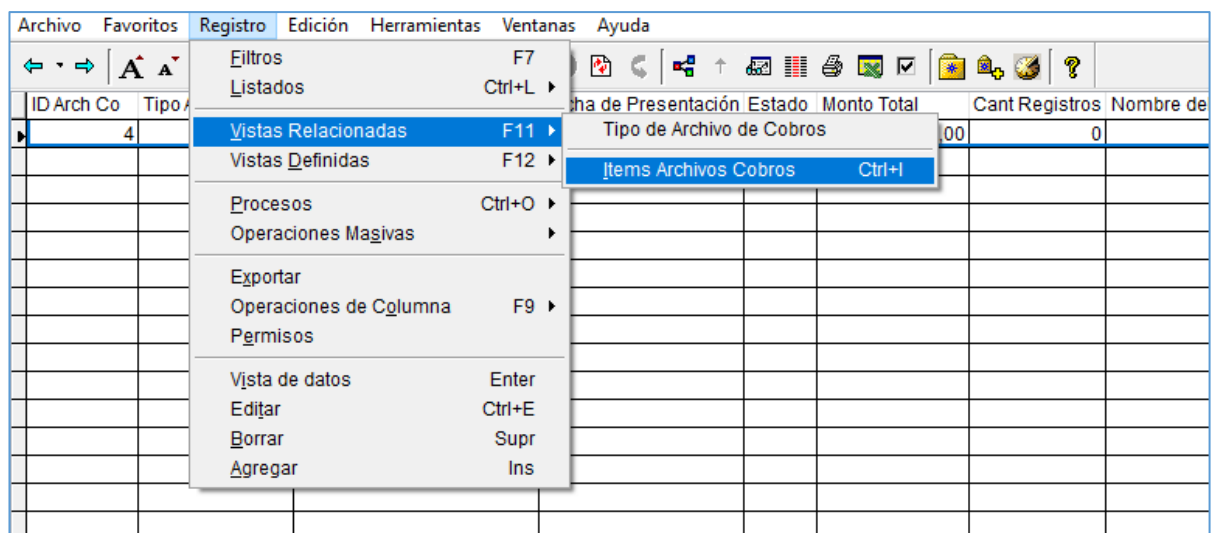 Archivo Favoritos Registro Edición Herramientas Ventanas Ayuda
Filtros F7
Listados Ctrl+L
ID Arch Co Tipo A cha de Presentación Estado Monto Total Cant Registros Nombre de
4 ,00 0
Vistas Relacionadas F11
Tipo de Archivo de Cobros
Vistas Definidas F12
Items Archivos Cobros Ctrl+I
Procesos Ctrl+O
Operaciones Masivas
Exportar
Operaciones de Columna F9
Permisos
Vista de datos Enter
Editar Ctrl+E
Borrar Supr
Agregar Ins